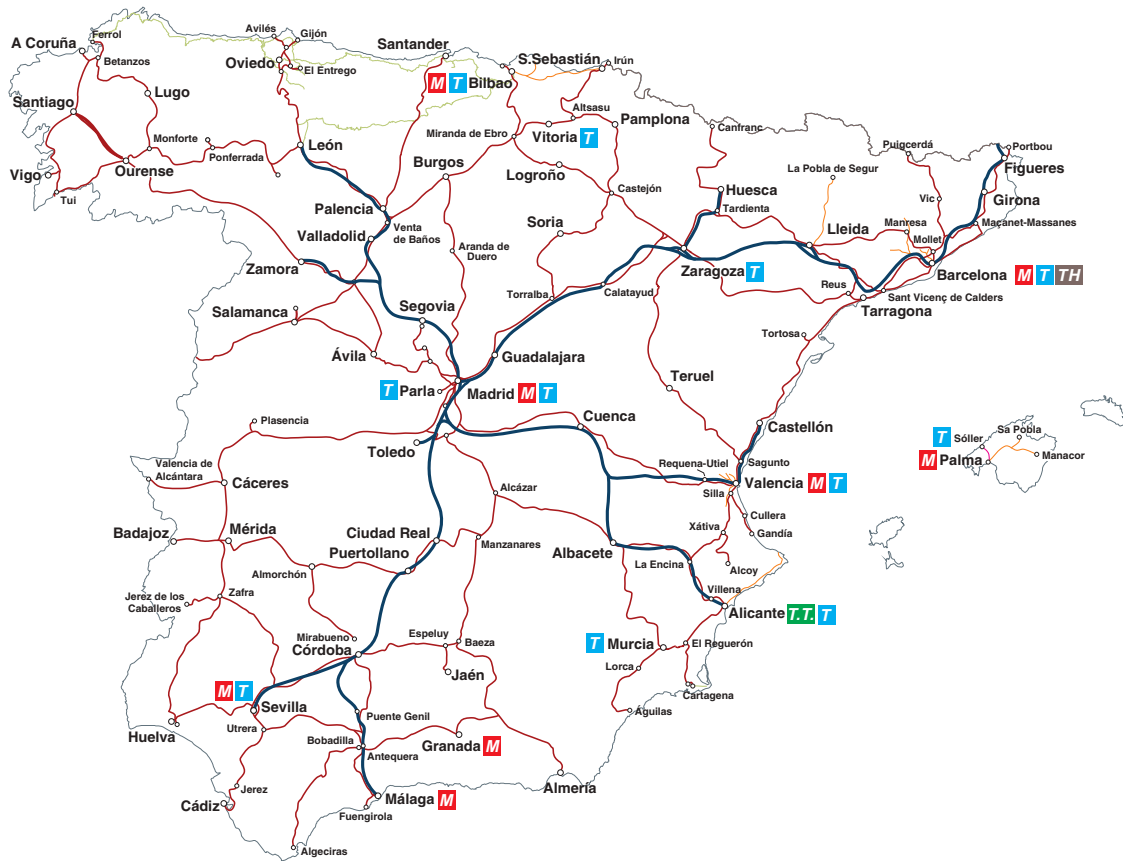 Ferrol
A Coruña
Betanzos
Avilés
Gijón
Oviedo
El Entrego
Santander
M T Bilbao
S.Sebastián
Irún
Lugo
Santiago
Monforte
Ponferrada
Ourense
Vigo
Tui
León
Miranda de Ebro
Altsasu
Vitoria T
Pamplona
Canfranc
Burgos
Logroño
Castejón
Puigcerdá
Portbou
Figueres
La Pobla de Segur
Huesca
Tardienta
Vic
Girona
Palencia
Venta
de Baños
Valladolid
Soria
Aranda de
Duero
Lleida
Manresa
Mollet
Maçanet-Massanes
Zamora
Zaragoza T
Barcelona M T TH
Torralba
Calatayud
Reus
Sant Vicenç de Calders
Tarragona
Segovia
Salamanca
Tortosa
Ávila
Guadalajara
T Parla
Madrid M T
Teruel
Plasencia
Cuenca
Castellón
Toledo
T Sóller
Sa Pobla
M Palma
Manacor
Valencia de
Alcántara
Cáceres
Requena-Utiel
Sagunto
Valencia M T
Alcázar
Silla
Cullera
Xátiva
Gandía
Badajoz
Mérida
Ciudad Real
Puertollano
Manzanares
Albacete
La Encina
Alcoy
Almorchón
Villena
Jerez de los
Caballeros
Zafra
Alicante T.T. T
Mirabueno
Córdoba
Espeluy
Baeza
T Murcia
El Reguerón
Jaén
Lorca
Cartagena
M T
Sevilla
Puente Genil
Águilas
Huelva
Utrera
Bobadilla
Antequera
Granada M
Jerez
Almería
Cádiz
Málaga M
Fuengirola
Algeciras